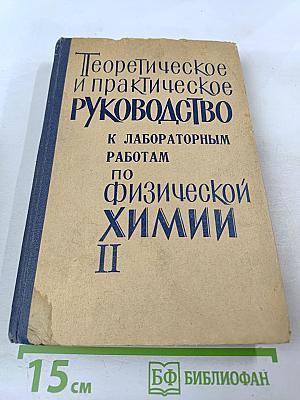 Теоретическое
и практическое
РУКОВОДСТВО
К ЛАБОРАТОРНЫМ
РАБОТАМ
по
физической
ХИМИИ
II
15 см
БФ БИБЛИОФАН